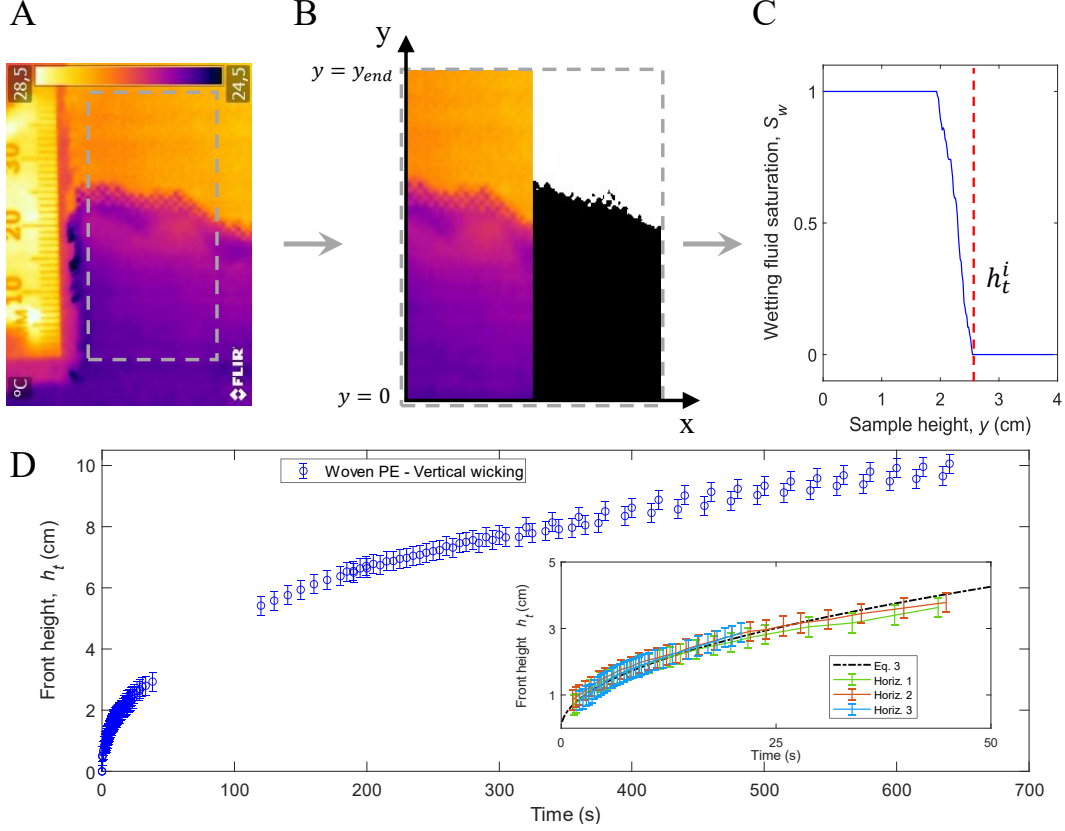 A
B
C
28,5
24,5
30
20
10
M
°C
FLIR
y
y = y_end
y = 0
x
Wetting fluid saturation, S_w
1
0.5
0
h_t^i
0 1 2 3 4
Sample height, y (cm)
D
Front height, h_t (cm)
10
8
6
4
2
0
Woven PE - Vertical wicking
100 200 300 400 500 600 700
Time (s)
Front height h_t (cm)
5
3
1
Eq. 3
Horiz. 1
Horiz. 2
Horiz. 3
0 25 50
Time (s)